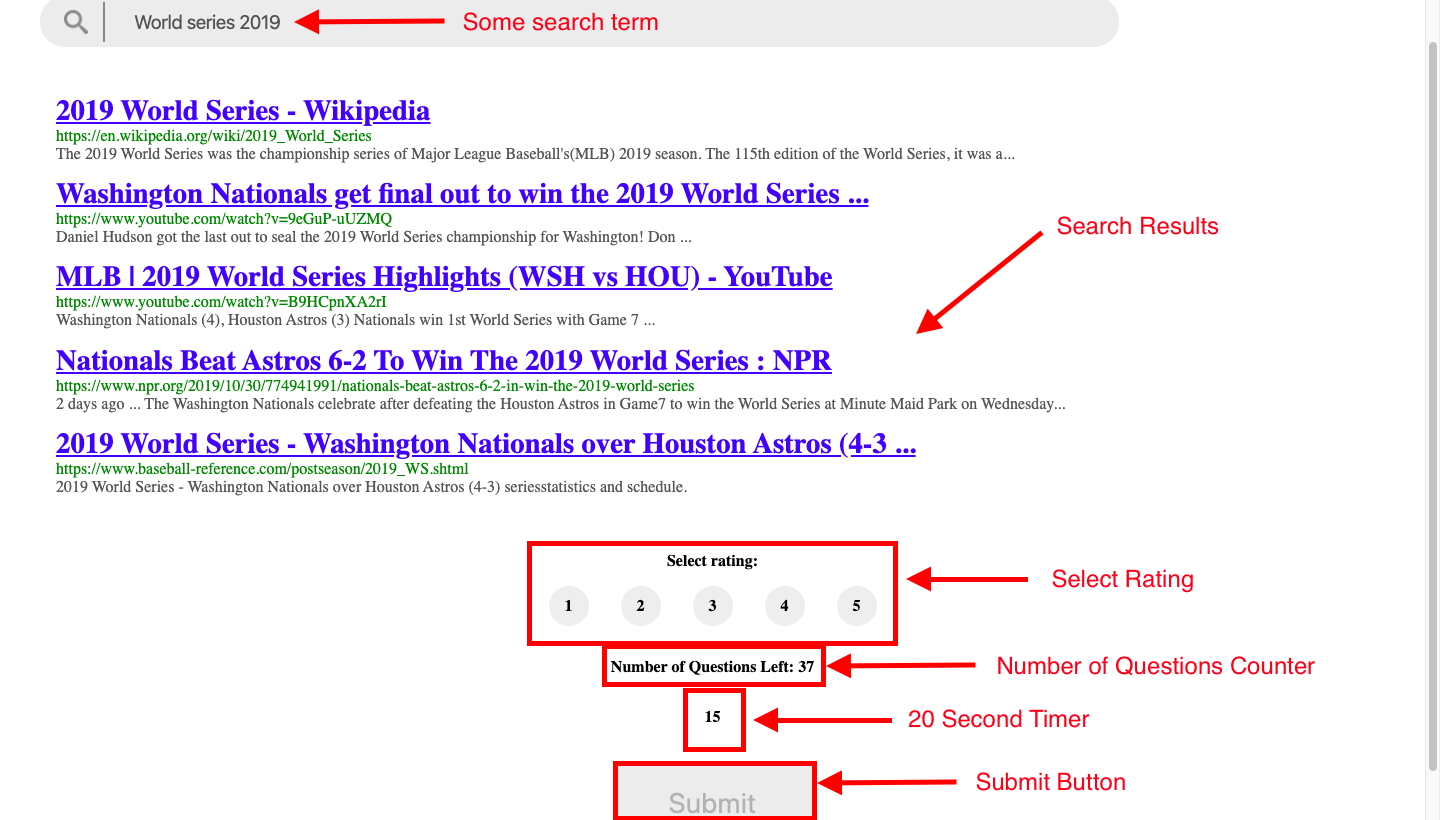 World series 2019
Some search term
2019 World Series - Wikipedia
https://en.wikipedia.org/wiki/2019_World_Series
The 2019 World Series was the championship series of Major League Baseball's(MLB) 2019 season. The 115th edition of the World Series, it was a...
Washington Nationals get final out to win the 2019 World Series ...
https://www.youtube.com/watch?v=9eGuP-uUZMQ
Daniel Hudson got the last out to seal the 2019 World Series championship for Washington! Don ...
Search Results
MLB | 2019 World Series Highlights (WSH vs HOU) - YouTube
https://www.youtube.com/watch?v=B9HCpnXA2rI
Washington Nationals (4), Houston Astros (3) Nationals win 1st World Series with Game 7 ...
Nationals Beat Astros 6-2 To Win The 2019 World Series : NPR
https://www.npr.org/2019/10/30/774941991/nationals-beat-astros-6-2-in-win-the-2019-world-series
2 days ago ... The Washington Nationals celebrate after defeating the Houston Astros in Game7 to win the World Series at Minute Maid Park on Wednesday...
2019 World Series - Washington Nationals over Houston Astros (4-3 ...
https://www.baseball-reference.com/postseason/2019_WS.shtml
2019 World Series - Washington Nationals over Houston Astros (4-3) seriesstatistics and schedule.
Select rating:
1 2 3 4 5
Select Rating
Number of Questions Left: 37
Number of Questions Counter
15
20 Second Timer
Submit
Submit Button